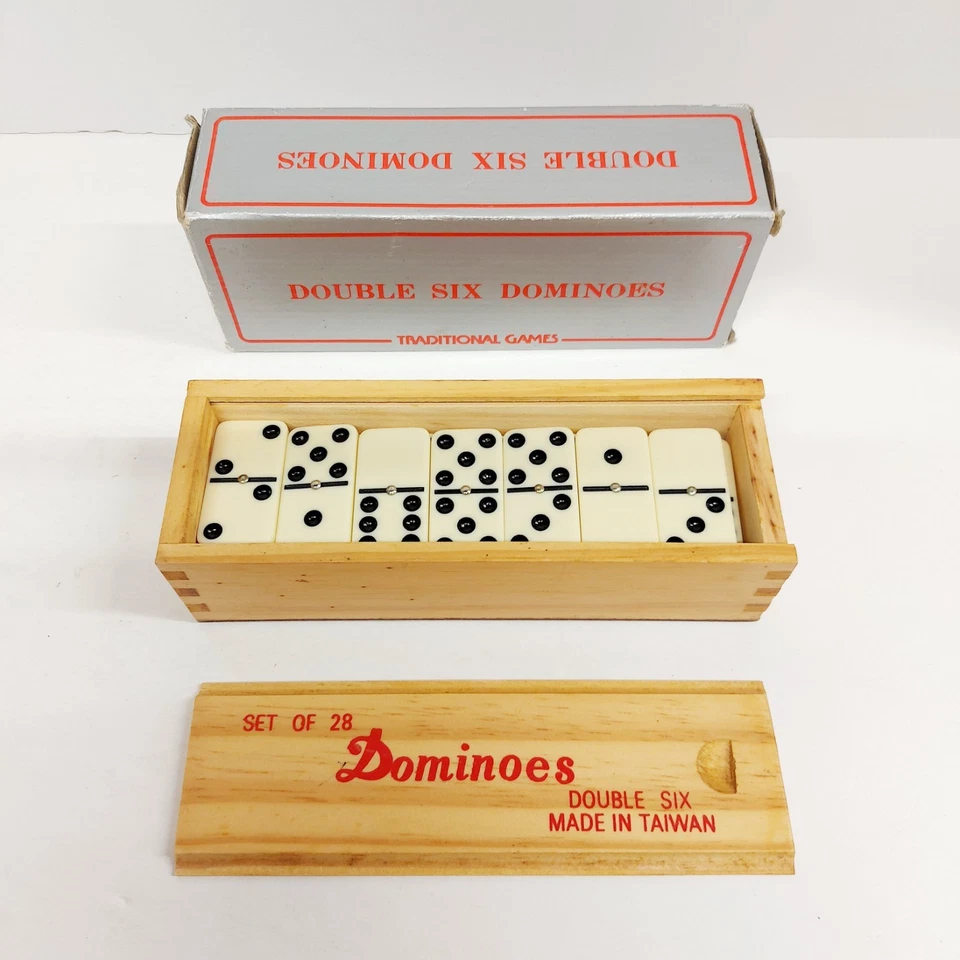 DOUBLE SIX DOMINOES
DOUBLE SIX DOMINOES
TRADITIONAL GAMES
SET OF 28
Dominoes
DOUBLE SIX
MADE IN TAIWAN